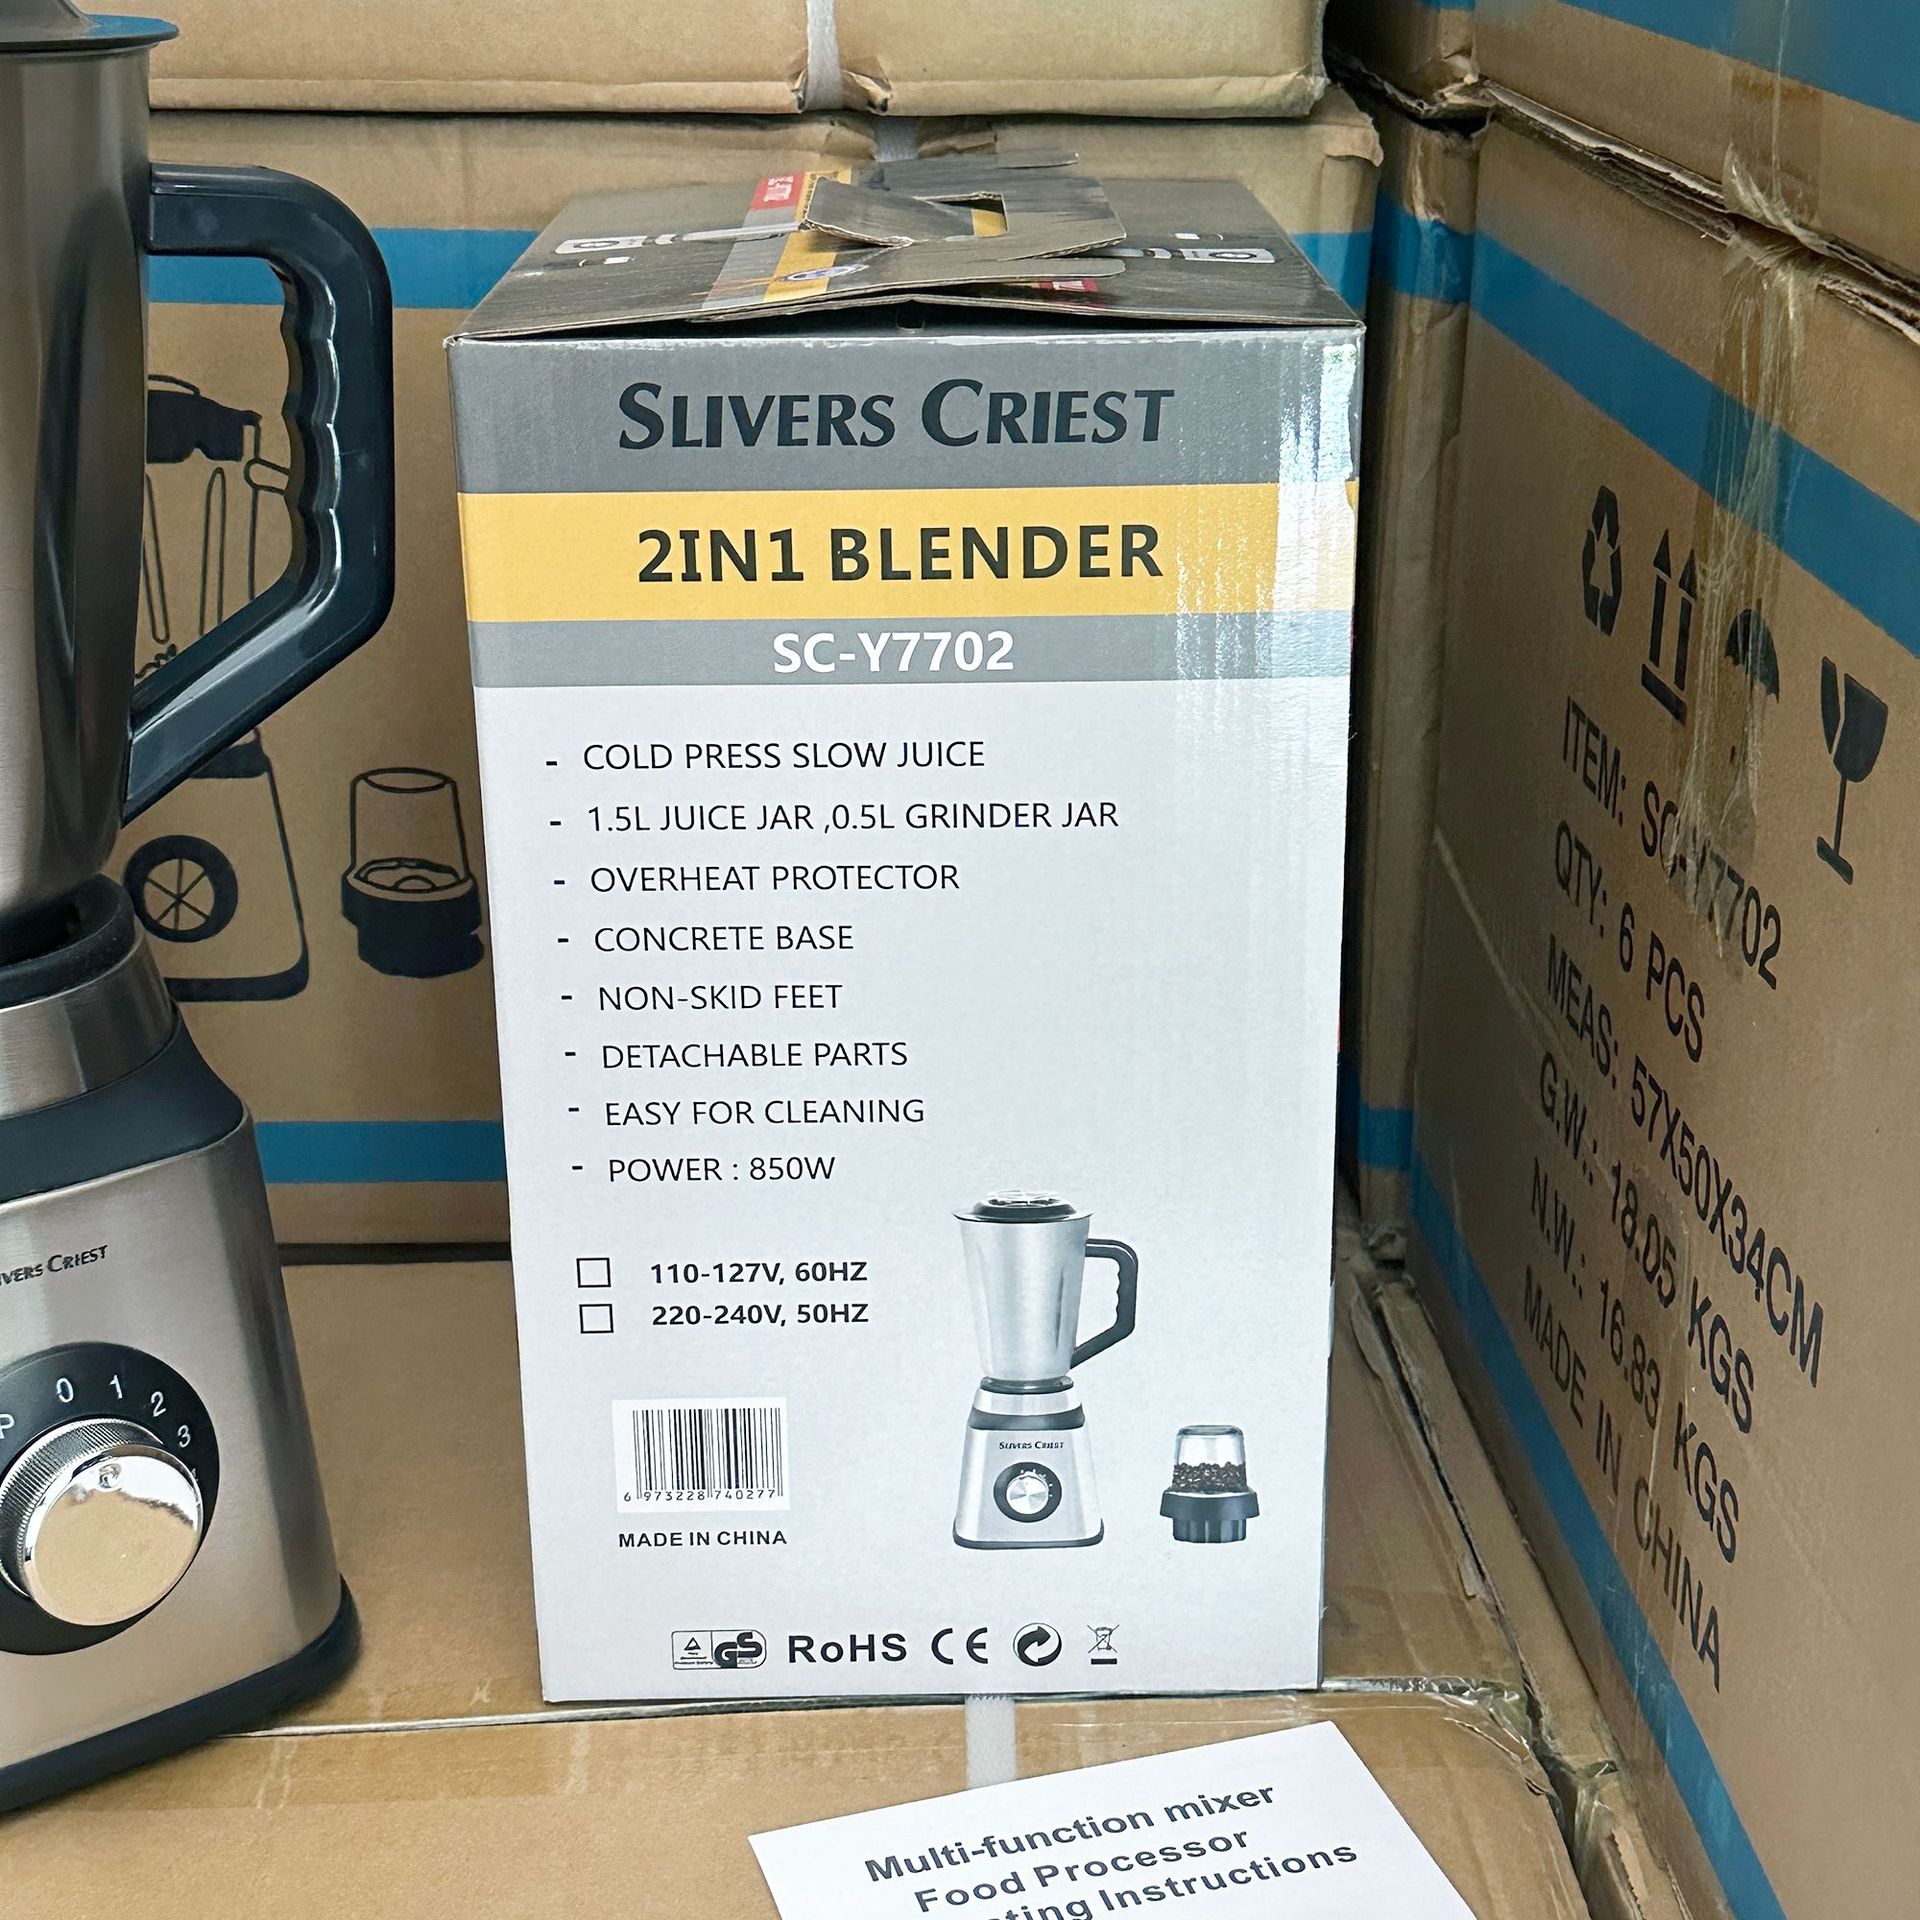 SLIVERS CRIEST
2IN1 BLENDER
SC-Y7702
- COLD PRESS SLOW JUICE
- 1.5L JUICE JAR ,0.5L GRINDER JAR
- OVERHEAT PROTECTOR
- CONCRETE BASE
- NON-SKID FEET
- DETACHABLE PARTS
- EASY FOR CLEANING
- POWER : 850W
110-127V, 60HZ
220-240V, 50HZ
SLIVERS CRIEST
6 973228 740277
MADE IN CHINA
GS RoHS CE
CRIEST
P 0 1 2 3
ITEM: SC-Y7702
QTY: 6 PCS
MEAS: 57X50X34CM
G.W.: 18.05 KGS
N.W.: 16.83 KGS
MADE IN CHINA
Multi-function mixer
Food Processor
Instructions